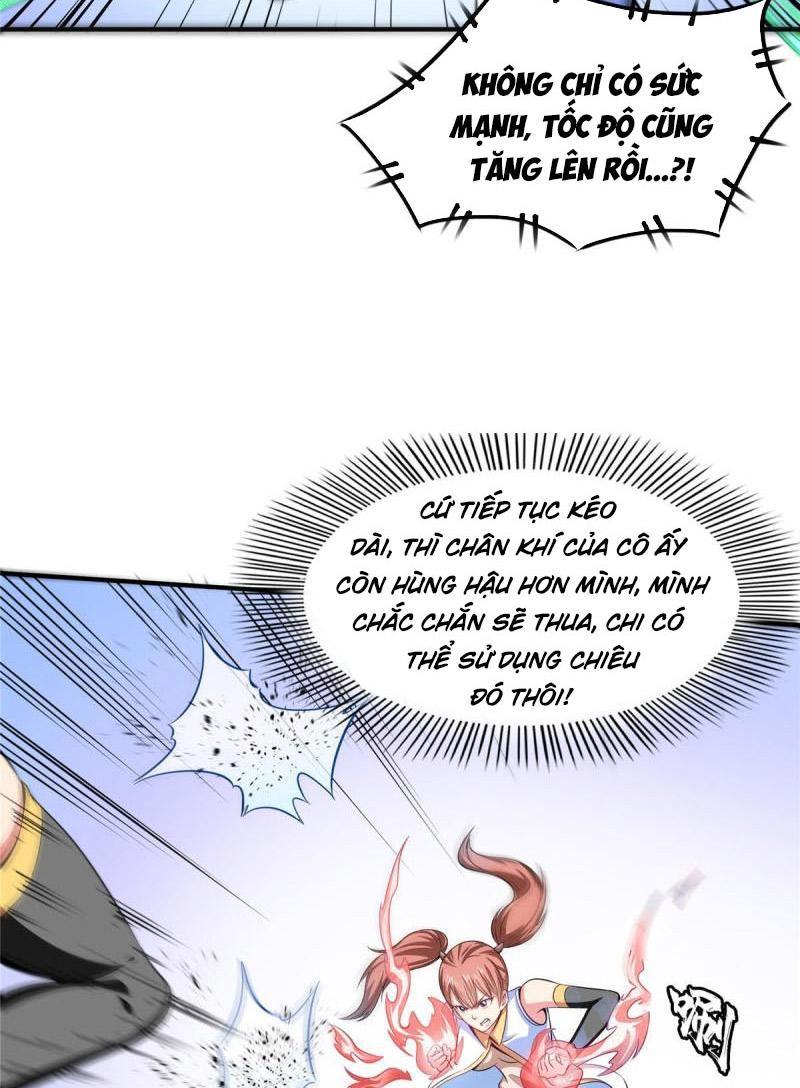 KHÔNG CHỈ CÓ SỨC
MẠNH, TỐC ĐỘ CŨNG
TĂNG LÊN RỒI...?!
CỨ TIẾP TỤC KÉO
DÀI, THÌ CHÂN KHÍ CỦA CÔ ẤY
CÒN HÙNG HẬU HƠN MÌNH, MÌNH
CHẮC CHẮN SẼ THUA, CHỈ CÓ
THỂ SỬ DỤNG CHIÊU
ĐÓ THÔI!
唰